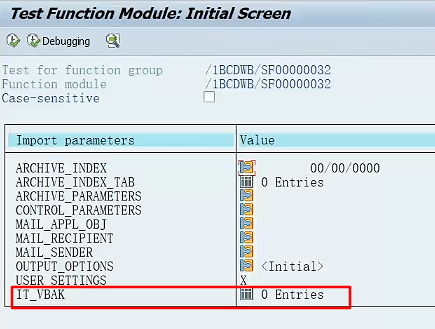 Test Function Module: Initial Screen
Debugging
Test for function group /1BCDWB/SF00000032
Function module /1BCDWB/SF00000032
Case-sensitive
Import parameters Value
ARCHIVE_INDEX 00/00/0000
ARCHIVE_INDEX_TAB 0 Entries
ARCHIVE_PARAMETERS
CONTROL_PARAMETERS
MAIL_APPL_OBJ
MAIL_RECIPIENT
MAIL_SENDER
OUTPUT_OPTIONS <Initial>
USER_SETTINGS X
IT_VBAK 0 Entries